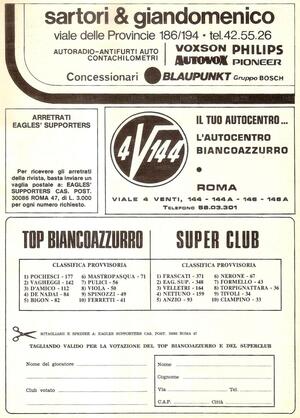 sartori & giandomenico
viale delle Provincie 186/194 • tel. 42.55.26
AUTORADIO-ANTIFURTI AUTO
CONTACHILOMETRI
VOXSON PHILIPS
AUTOVOX PIONEER
Concessionari BLAUPUNKT Gruppo BOSCH
ARRETRATI
EAGLES' SUPPORTERS
Per ricevere gli arretrati
della rivista, basta inviare un
vaglia postale a: EAGLES'
SUPPORTERS CAS. POST.
30085 ROMA 47, di L. 3.000
per ogni numero richiesto.
4V144
IL TUO AUTOCENTRO...
L'AUTOCENTRO
BIANCOAZZURRO
ROMA
VIALE 4 VENTI, 144 - 144A - 146 - 146A
TELEFONO 58.03.301
TOP BIANCOAZZURRO
CLASSIFICA PROVVISORIA
1) POCHESCI - 177
2) VAGHEGGI - 142
3) D'AMICO - 112
4) DE NADAI - 84
5) BIGON - 82
6) MASTROPASQUA - 71
7) PULICI - 56
8) VIOLA - 50
9) SPINOZZI - 49
10) FERRETTI - 41
SUPER CLUB
CLASSIFICA PROVVISORIA
1) FRASCATI - 371
2) EAG. SUP. - 348
3) VELLETRI - 164
4) NETTUNO - 159
5) ANZIO - 93
6) NEROLA - 67
7) FORMELLO - 43
8) TORPIGNATTARA - 36
9) TIVOLI - 34
10) CIAMPINO - 33
RITAGLIARE E SPEDIRE A: EAGLES' SUPPORTERS CAS. POST. 30085 ROMA 47
TAGLIANDO VALIDO PER LA VOTAZIONE DEL TOP BIANCOAZZURRO E DEL SUPERCLUB
Nome del giocatore
Club votato
Nome
Cognome
Via Tel.
C.A.P. Città